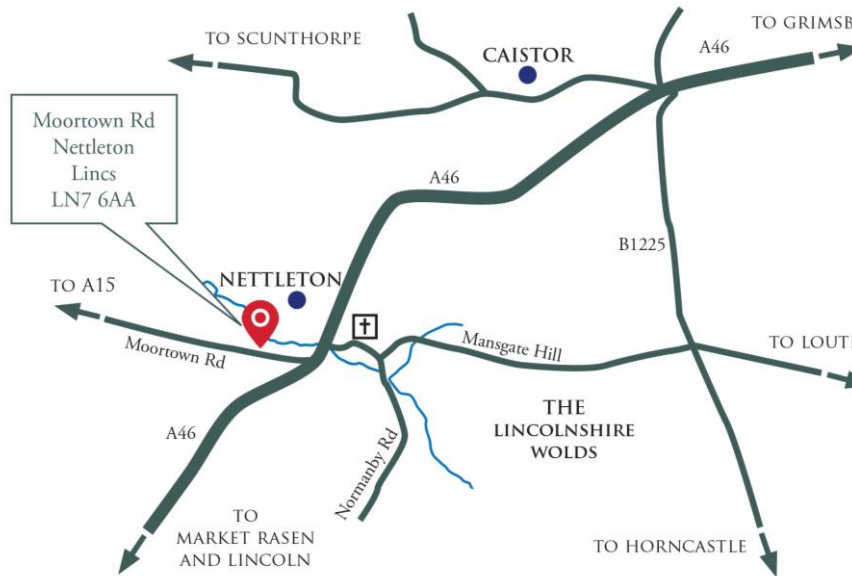 TO SCUNTHORPE
CAISTOR
A46
TO GRIMSB
Moortown Rd
Nettleton
Lincs
LN7 6AA
A46
B1225
NETTLETON
TO A15
Moortown Rd
Mansgate Hill
TO LOUT
THE
LINCOLNSHIRE
WOLDS
A46
Normanby Rd
TO
MARKET RASEN
AND LINCOLN
TO HORNCASTLE